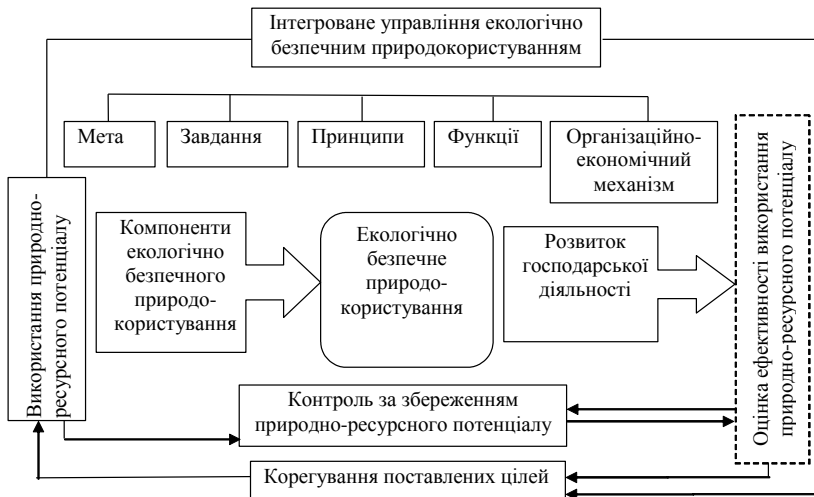 Інтегроване управління екологічно
безпечним природокористуванням
Мета
Завдання
Принципи
Функції
Організаційно-
економічний
механізм
Використання природно-
ресурсного потенціалу
Компоненти
екологічно
безпечного
природо-
користування
Екологічно
безпечне
природо-
користування
Розвиток
господарської
діяльності
Оцінка ефективності використання
природно-ресурсного потенціалу
Контроль за збереженням
природно-ресурсного потенціалу
Корегування поставлених цілей